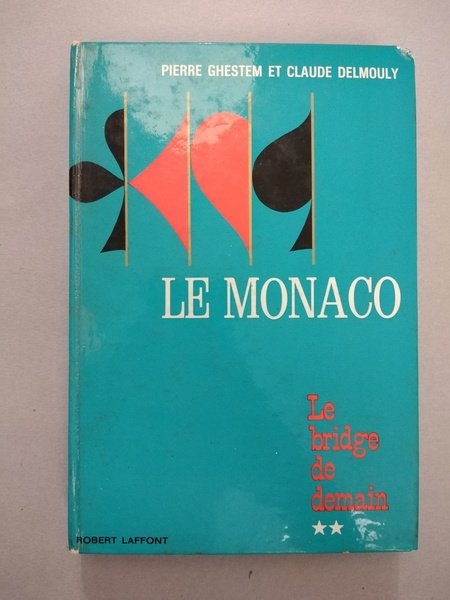 PIERRE GHESTEM ET CLAUDE DELMOULY
LE MONACO
Le
bridge
de
demain
★★
ROBERT LAFFONT